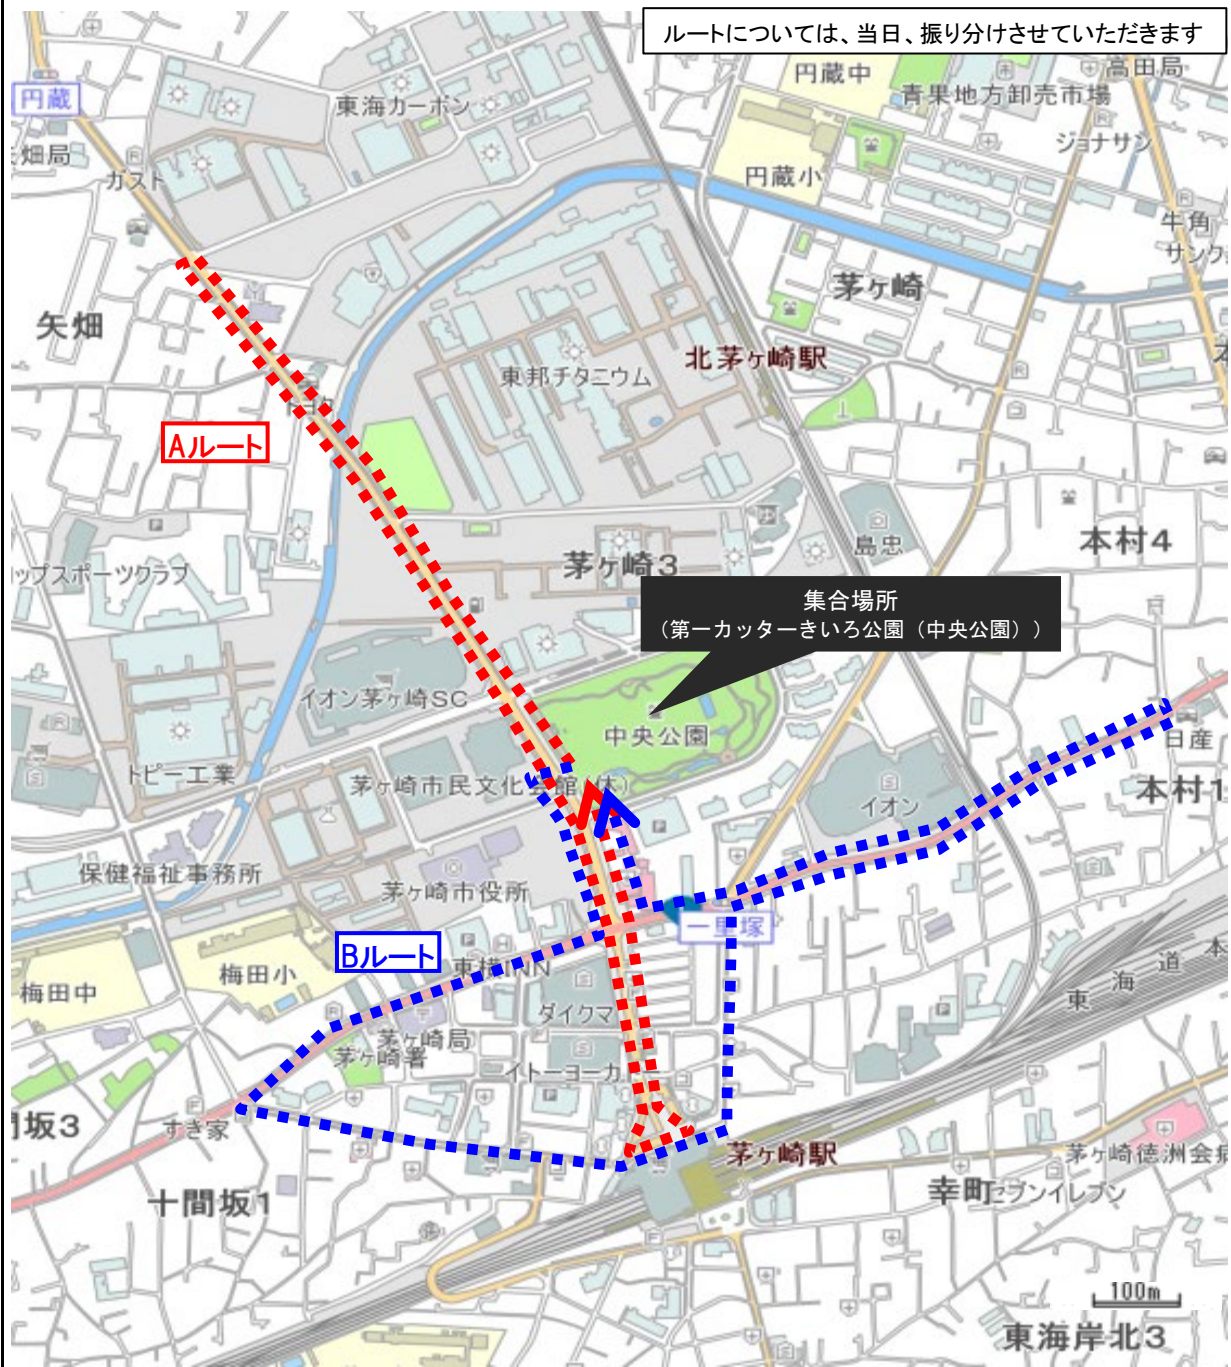 ルートについては、当日、振り分けさせていただきます
円蔵中
高田局
円蔵
青果地方卸売市場
東海カーボン
ジョナサン
畑局
ガスト
円蔵小
牛角
サンク
茅ヶ崎
矢畑
北茅ヶ崎駅
東邦チタニウム
トヨタ
Aルート
島忠
本村4
茅ヶ崎3
ップスポーツクラブ
集合場所
(第一カッターきいろ公園(中央公園))
イオン茅ヶ崎SC
中央公園
日産
トピー工業
茅ヶ崎市民文化会館(休)
イオン
本村1
保健福祉事務所
茅ヶ崎市役所
一里塚
Bルート
東横INN
梅田小
梅田中
ダイクマ
東海道本
茅ヶ崎局
茅ヶ崎署
イトーヨーカ
坂3
すき家
茅ヶ崎駅
茅ヶ崎徳洲会病
十間坂1
幸町
セブンイレブン
100m
東海岸北3